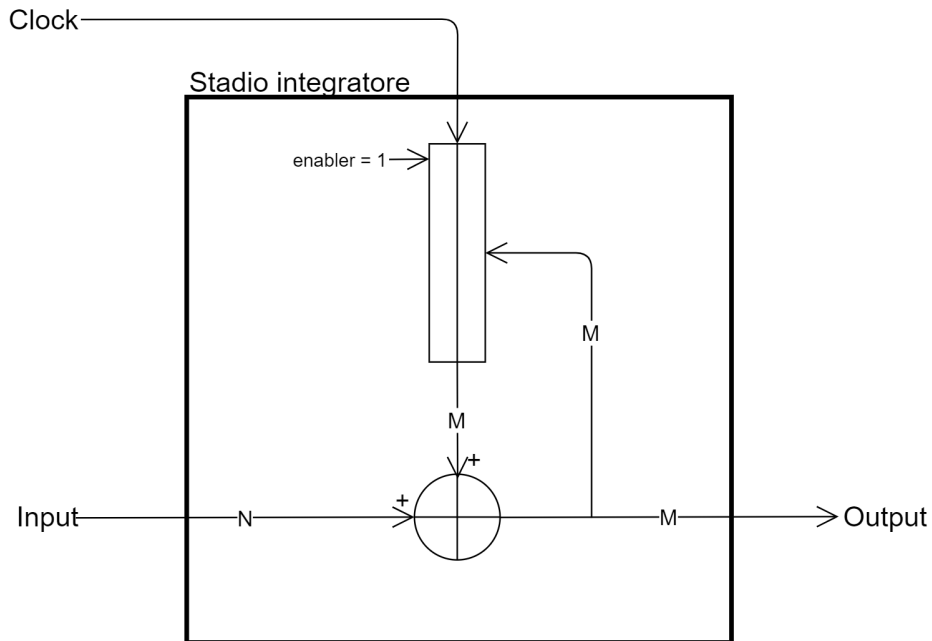 Clock
Stadio integratore
enabler = 1
M
M
+
+
Input
N
M
Output